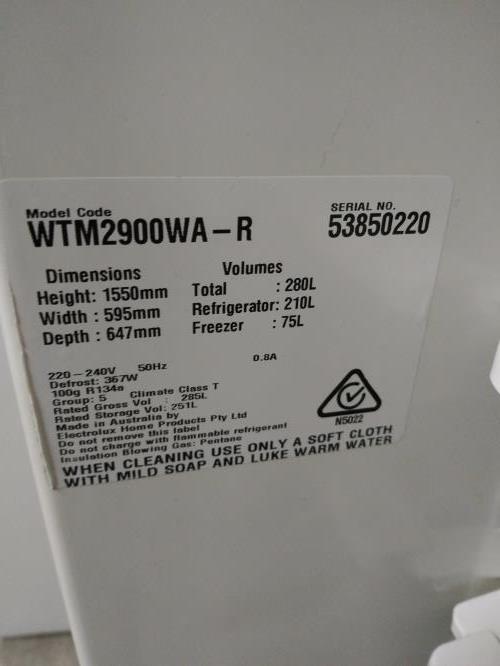 Model Code
WTM2900WA-R
SERIAL NO.
53850220
Dimensions
Height: 1550mm
Width : 595mm
Depth : 647mm
Volumes
Total : 280L
Refrigerator: 210L
Freezer : 75L
220-240V 50Hz 0.8A
Defrost: 367W
100g R134a
Group: 5 Climate Class T
Rated Gross Vol : 285L
Rated Storage Vol: 251L
Made in Australia by
Electrolux Home Products Pty Ltd
Do not remove this label
Do not charge with flammable refrigerant
Insulation Blowing Gas: Pentane
N5022
WHEN CLEANING USE ONLY A SOFT CLOTH
WITH MILD SOAP AND LUKE WARM WATER